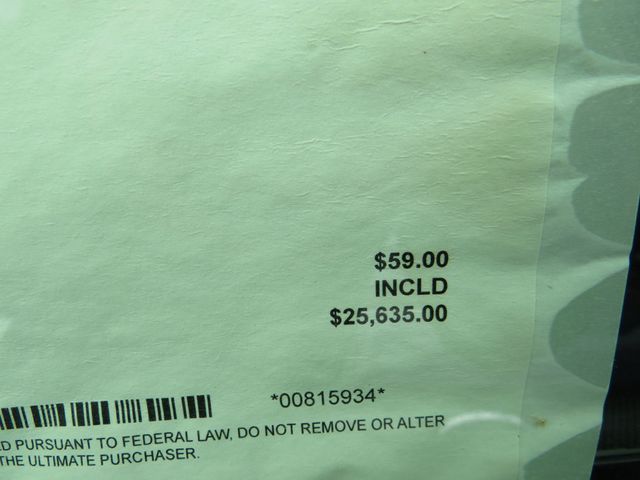 $59.00
INCLD
$25,635.00
*00815934*
PURSUANT TO FEDERAL LAW, DO NOT REMOVE OR ALTER
THE ULTIMATE PURCHASER.